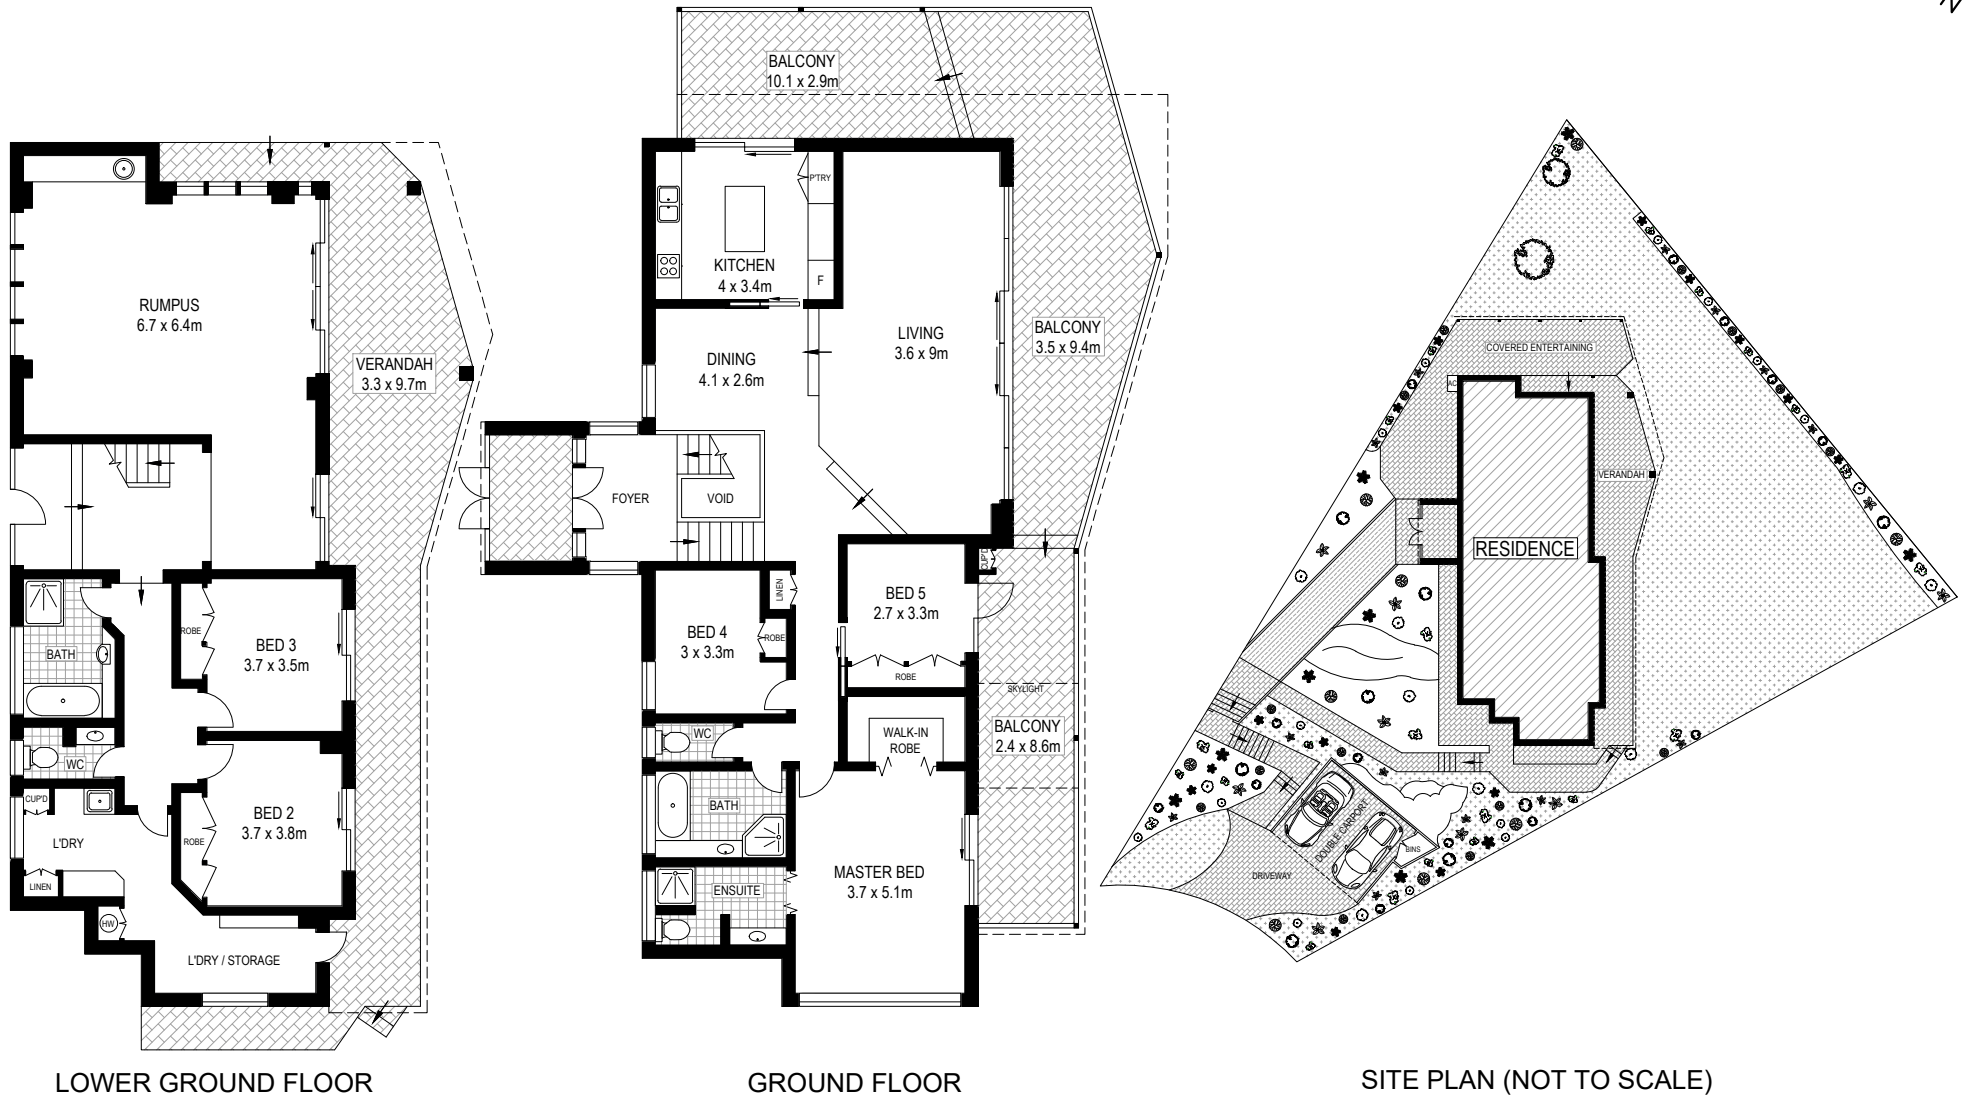 N
RUMPUS
6.7 x 6.4m
VERANDAH
3.3 x 9.7m
BATH
ROBE
BED 3
3.7 x 3.5m
WC
CUP'D
L'DRY
LINEN
HW
ROBE
BED 2
3.7 x 3.8m
L'DRY / STORAGE
LOWER GROUND FLOOR
BALCONY
10.1 x 2.9m
P'TRY
KITCHEN
4 x 3.4m
F
DINING
4.1 x 2.6m
LIVING
3.6 x 9m
BALCONY
3.5 x 9.4m
FOYER
VOID
CUP'D
LINEN
BED 5
2.7 x 3.3m
BED 4
3 x 3.3m
ROBE
ROBE
SKYLIGHT
WC
WALK-IN
ROBE
BALCONY
2.4 x 8.6m
BATH
ENSUITE
MASTER BED
3.7 x 5.1m
GROUND FLOOR
COVERED ENTERTAINING
AC
VERANDAH
RESIDENCE
DOUBLE CARPORT
BINS
DRIVEWAY
SITE PLAN (NOT TO SCALE)